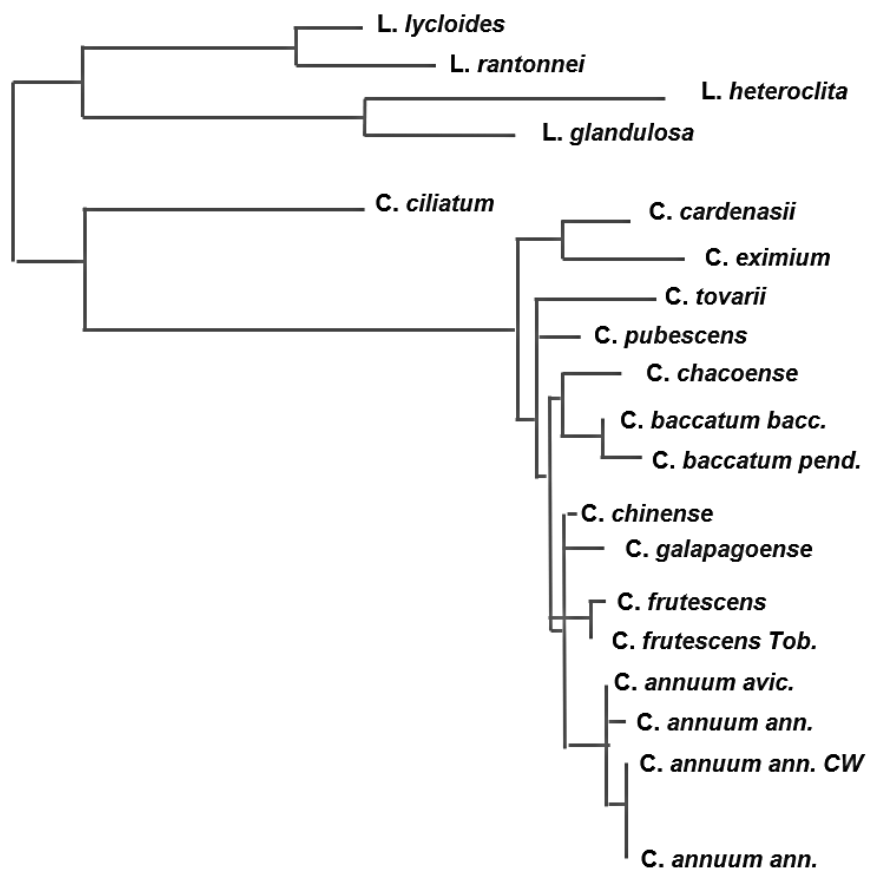 L. lycloides
L. rantonnei
L. heteroclita
L. glandulosa
C. ciliatum
C. cardenasii
C. eximium
C. tovarii
C. pubescens
C. chacoense
C. baccatum bacc.
C. baccatum pend.
C. chinense
C. galapagoense
C. frutescens
C. frutescens Tob.
C. annuum avic.
C. annuum ann.
C. annuum ann. CW
C. annuum ann.